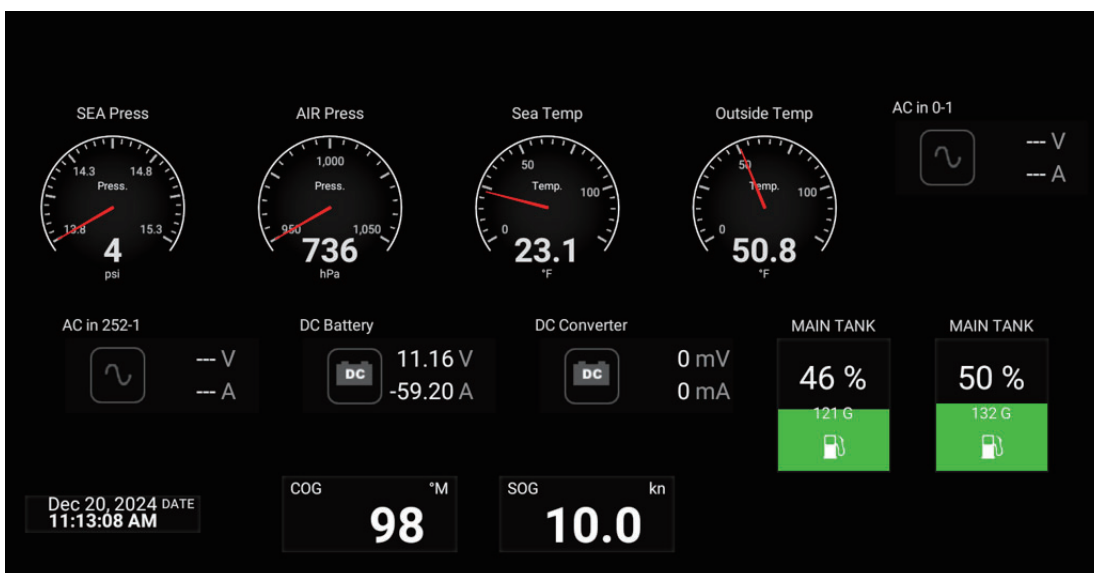 SEA Press
14.3 14.8
Press.
13.8 15.3
4
psi
AIR Press
1,000
Press.
950 1,050
736
hPa
Sea Temp
50
Temp. 100
0
23.1
°F
Outside Temp
50
Temp. 100
0
50.8
°F
AC in 0-1
--- V
--- A
AC in 252-1
--- V
--- A
DC Battery
DC
11.16 V
-59.20 A
DC Converter
DC
0 mV
0 mA
MAIN TANK
46 %
121 G
MAIN TANK
50 %
132 G
Dec 20, 2024 DATE
11:13:08 AM
COG °M
98
SOG kn
10.0